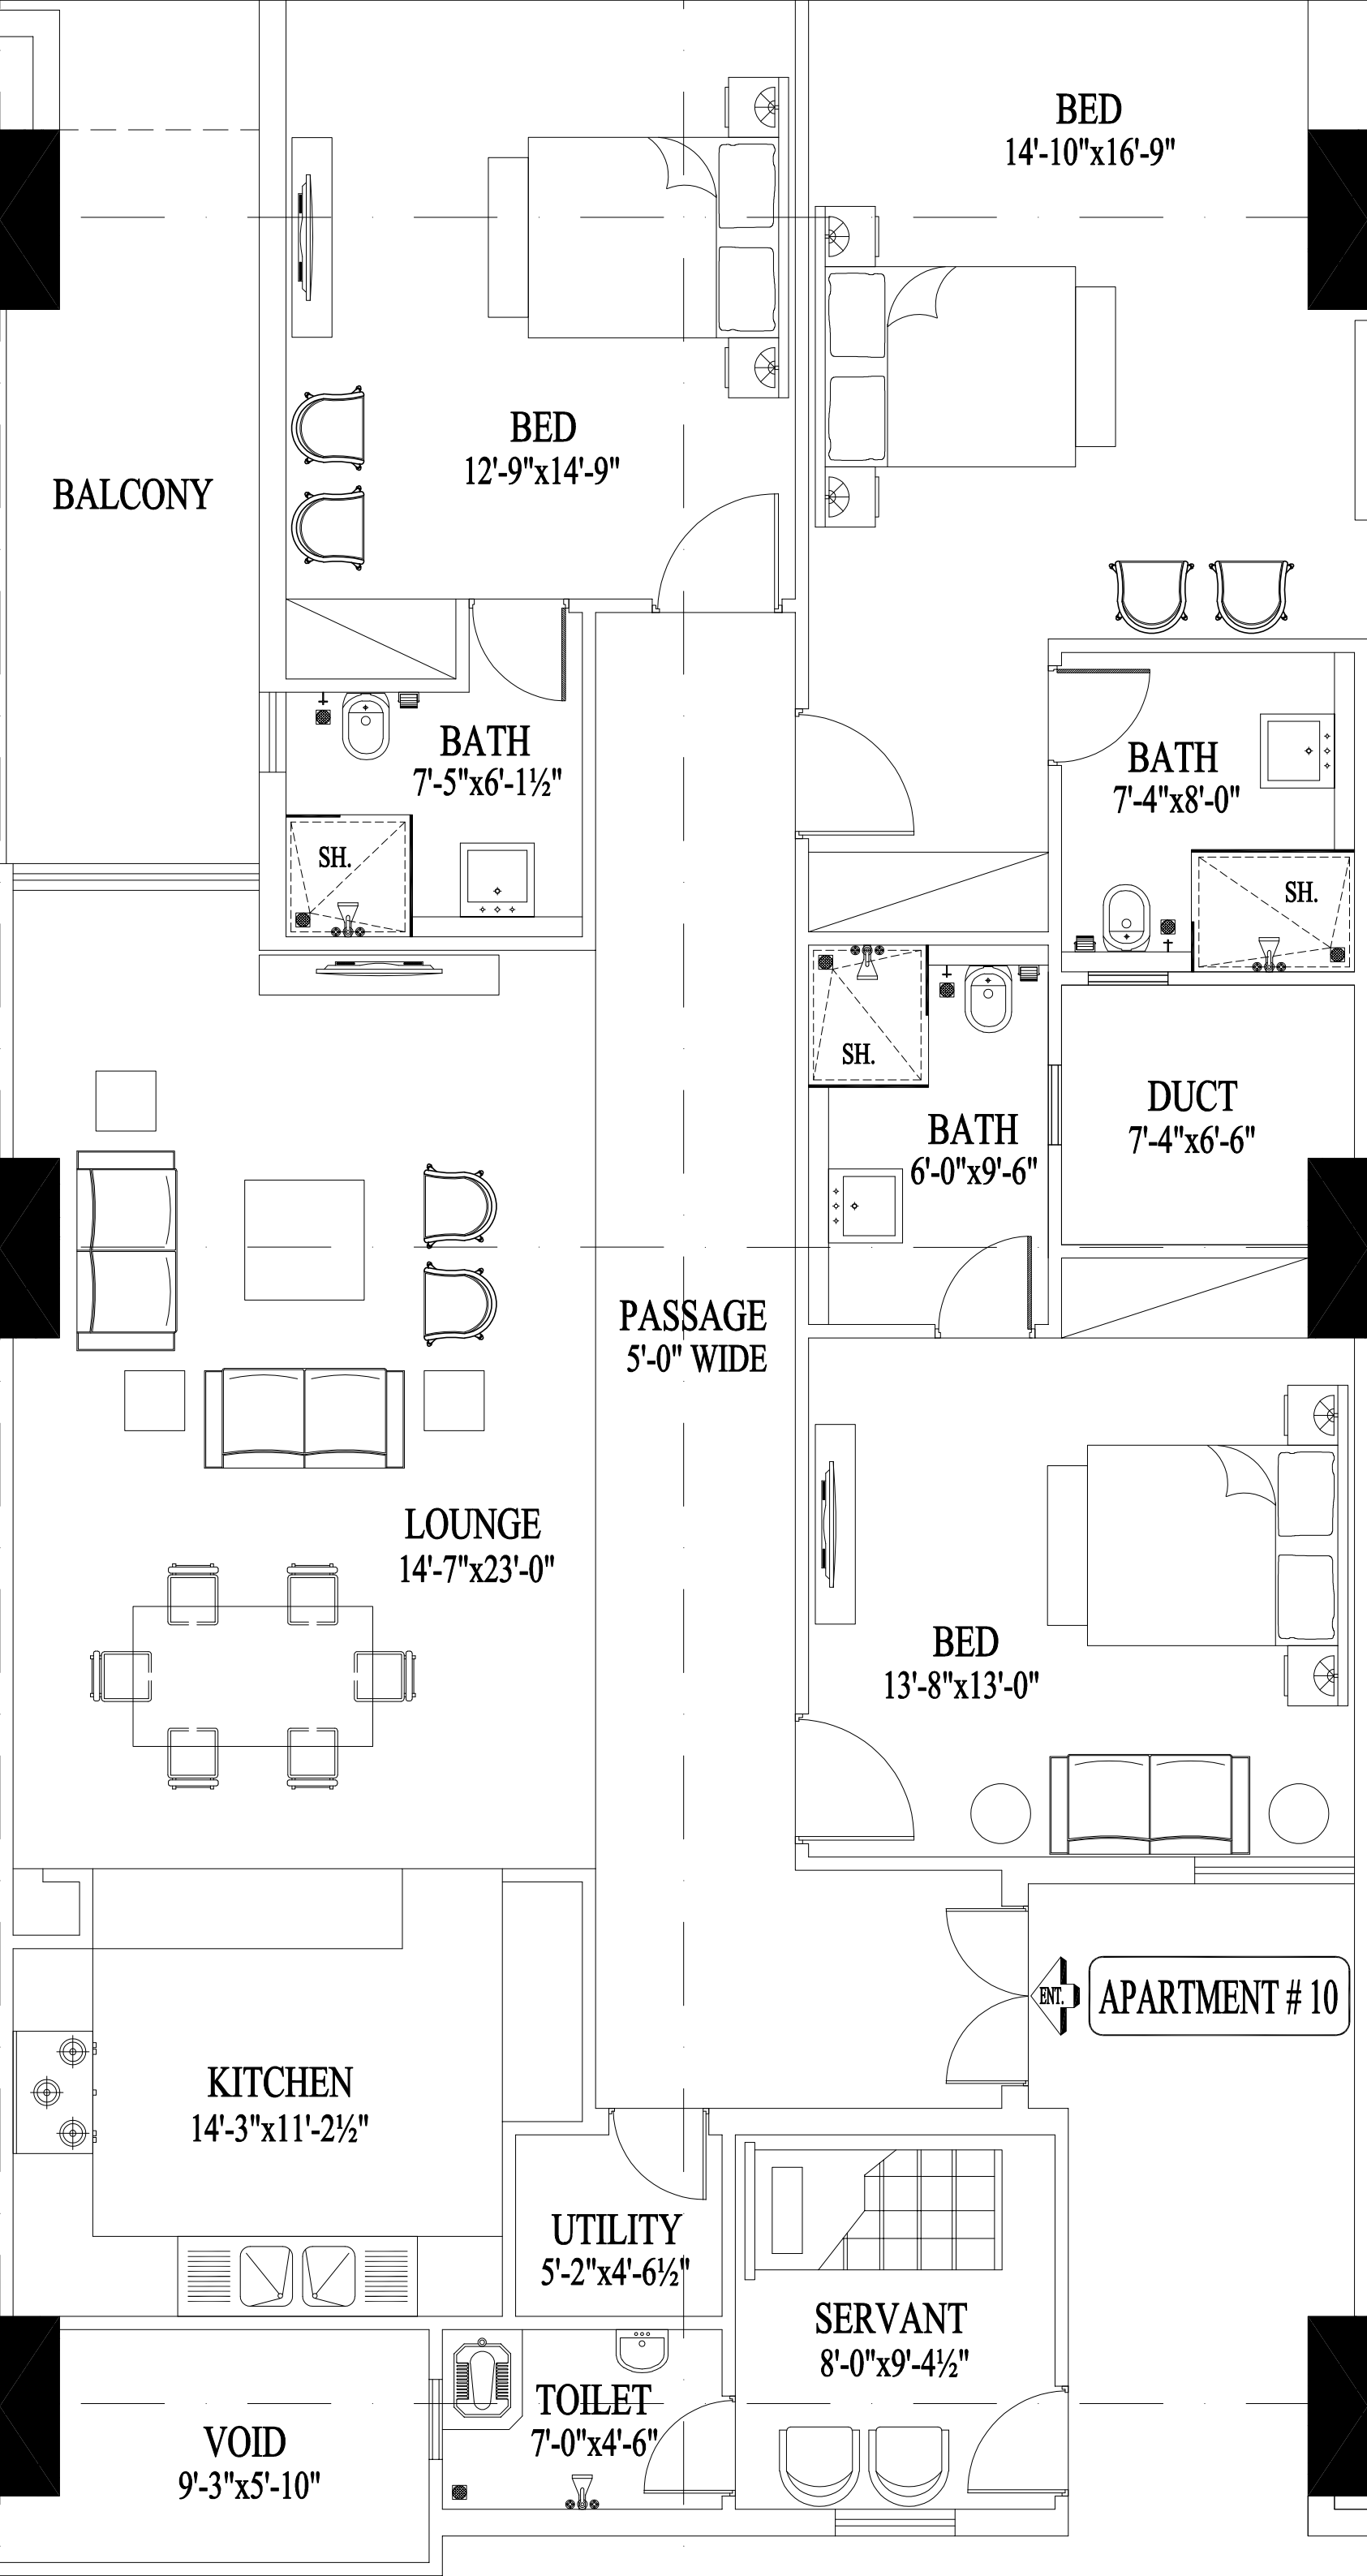 BED
14'-10"x16'-9"
BED
12'-9"x14'-9"
BALCONY
BATH
7'-5"x6'-1½"
BATH
7'-4"x8'-0"
SH.
SH.
SH.
DUCT
7'-4"x6'-6"
BATH
6'-0"x9'-6"
PASSAGE
5'-0" WIDE
LOUNGE
14'-7"x23'-0"
BED
13'-8"x13'-0"
ENT.
APARTMENT # 10
KITCHEN
14'-3"x11'-2½"
UTILITY
5'-2"x4'-6½"
SERVANT
8'-0"x9'-4½"
TOILET
7'-0"x4'-6"
VOID
9'-3"x5'-10"